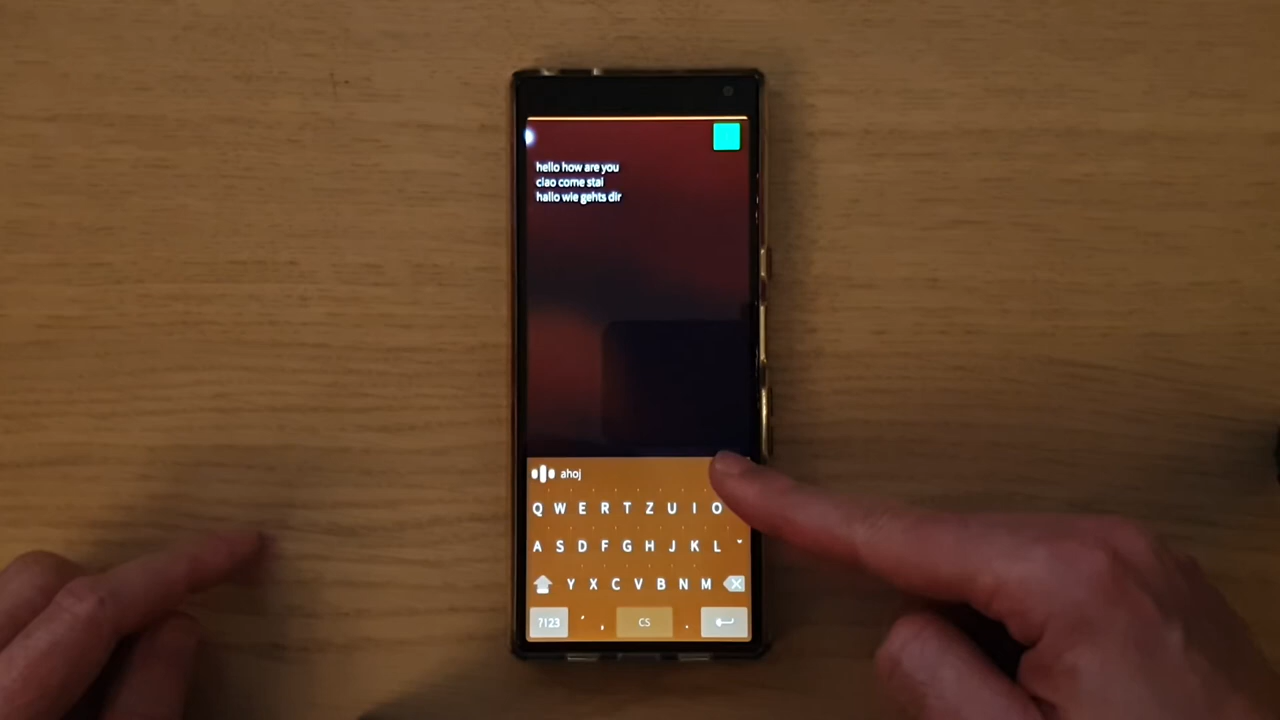 hello how are you
ciao come stai
hallo wie gehts dir
ahoj
Q W E R T Z U I O
A S D F G H J K L ˇ
Y X C V B N M
?123 ´ , CS .